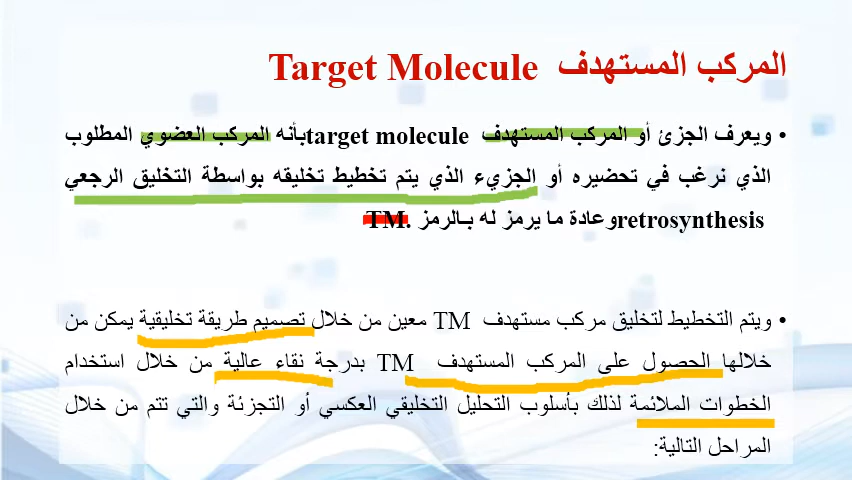 المركب المستهدف Target Molecule
• ويعرف الجزئ أو المركب المستهدف target molecule بأنه المركب العضوي المطلوب
الذي نرغب في تحضيره أو الجزيء الذي يتم تخطيط تخليقه بواسطة التخليق الرجعي
retrosynthesis وعادة ما يرمز له بالرمز TM.
• ويتم التخطيط لتخليق مركب مستهدف TM معين من خلال تصميم طريقة تخليقية يمكن من
خلالها الحصول على المركب المستهدف TM بدرجة نقاء عالية من خلال استخدام
الخطوات الملائمة لذلك بأسلوب التحليل التخليقي العكسي أو التجزئة والتي تتم من خلال
المراحل التالية: